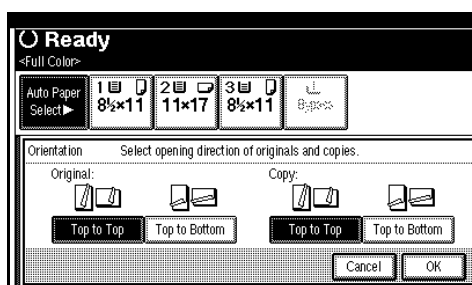 Ready
<Full Color>
Auto Paper
Select▶
1 2 3
8½×11 11×17 8½×11 Bypass
Orientation Select opening direction of originals and copies.
Original: Copy:
Top to Top Top to Bottom Top to Top Top to Bottom
Cancel OK